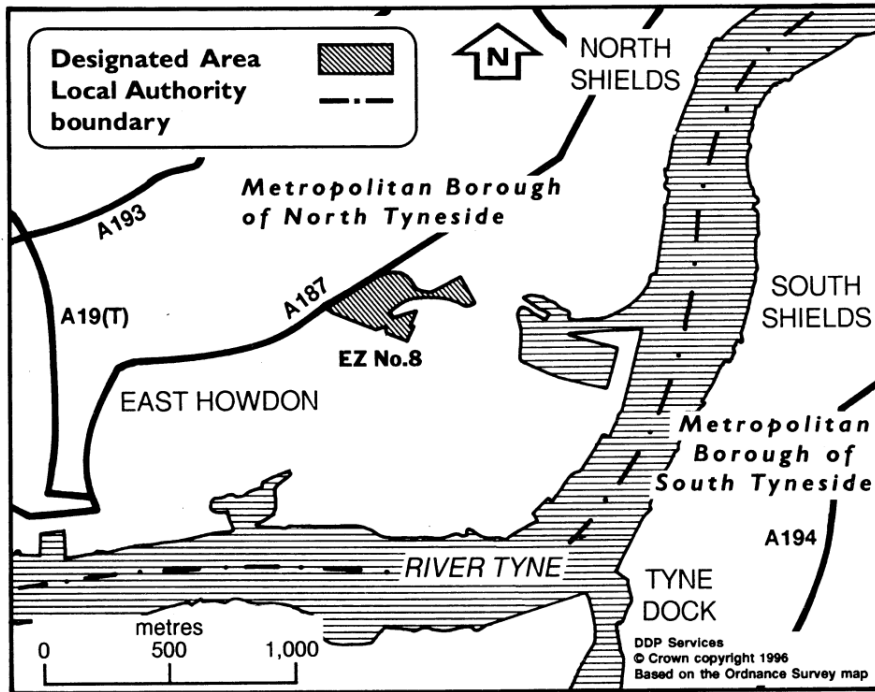 Designated Area
Local Authority
boundary
N
NORTH
SHIELDS
Metropolitan Borough
of North Tyneside
A193
A187
A19(T)
SOUTH
SHIELDS
EZ No.8
EAST HOWDON
Metropolitan
Borough of
South Tyneside
A194
RIVER TYNE
TYNE
DOCK
metres
0 500 1,000
DDP Services
© Crown copyright 1996
Based on the Ordnance Survey map